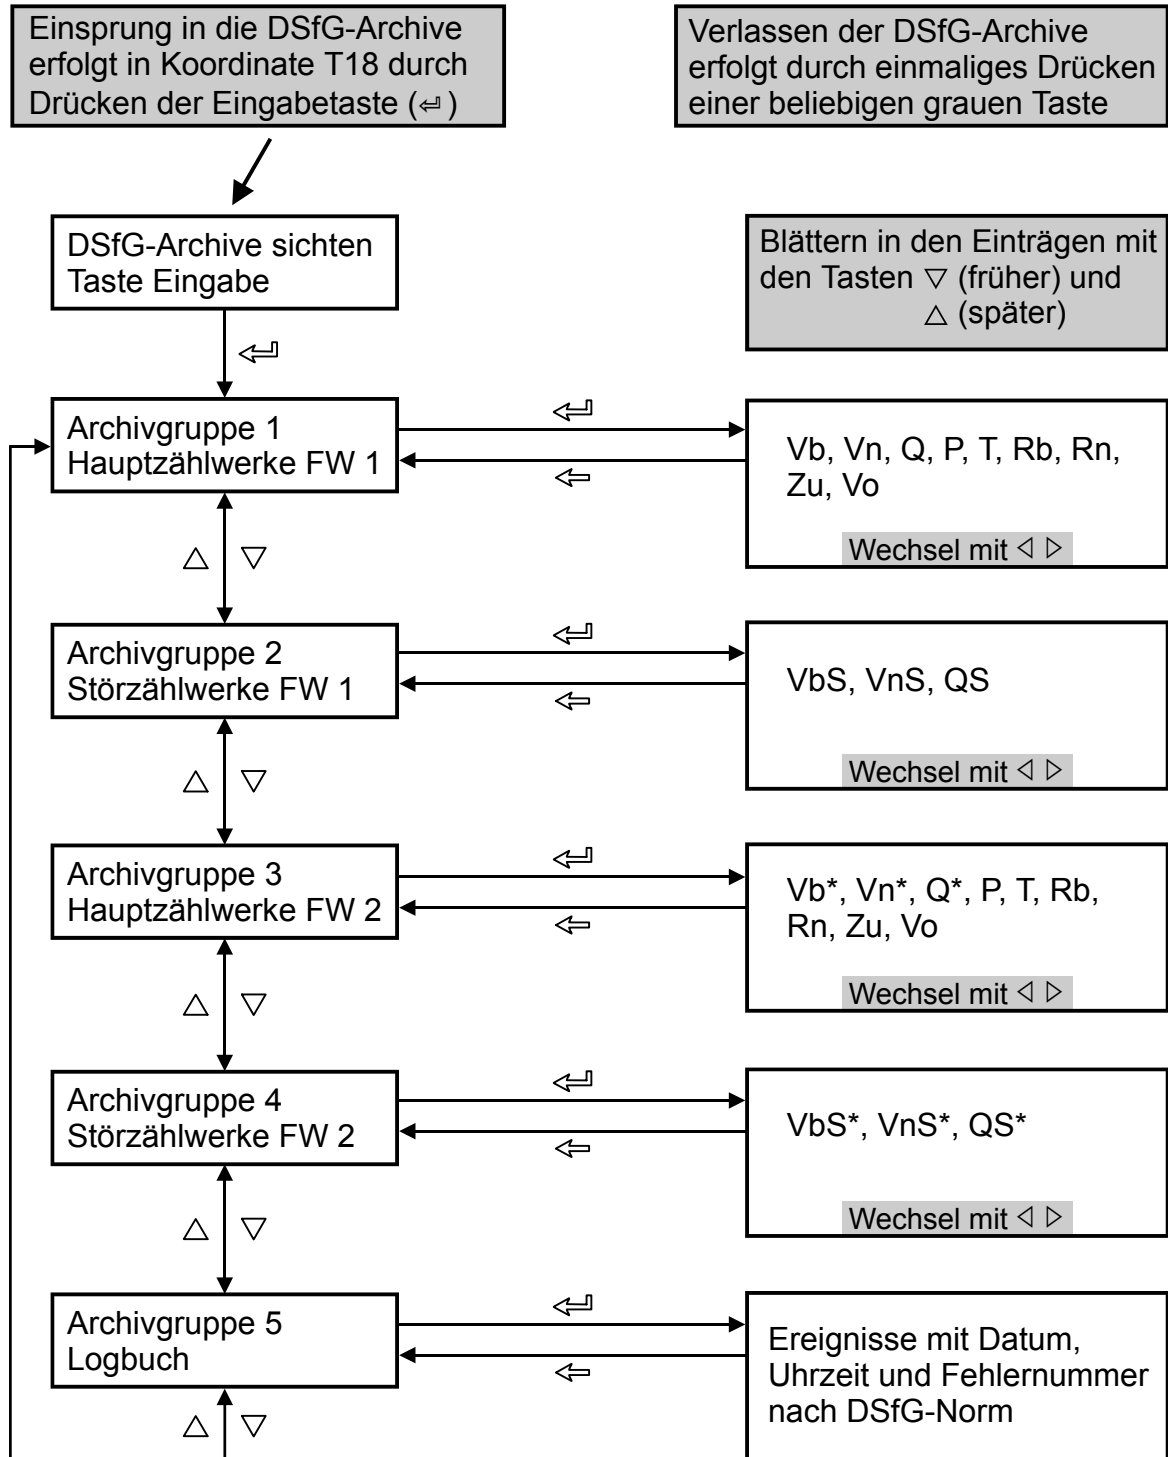 Einsprung in die DSfG-Archive
erfolgt in Koordinate T18 durch
Drücken der Eingabetaste (⏎)
Verlassen der DSfG-Archive
erfolgt durch einmaliges Drücken
einer beliebigen grauen Taste
DSfG-Archive sichten
Taste Eingabe
Blättern in den Einträgen mit
den Tasten ▽ (früher) und
△ (später)
Archivgruppe 1
Hauptzählwerke FW 1
Vb, Vn, Q, P, T, Rb, Rn,
Zu, Vo
Wechsel mit ◁ ▷
Archivgruppe 2
Störzählwerke FW 1
VbS, VnS, QS
Wechsel mit ◁ ▷
Archivgruppe 3
Hauptzählwerke FW 2
Vb*, Vn*, Q*, P, T, Rb,
Rn, Zu, Vo
Wechsel mit ◁ ▷
Archivgruppe 4
Störzählwerke FW 2
VbS*, VnS*, QS*
Wechsel mit ◁ ▷
Archivgruppe 5
Logbuch
Ereignisse mit Datum,
Uhrzeit und Fehlernummer
nach DSfG-Norm